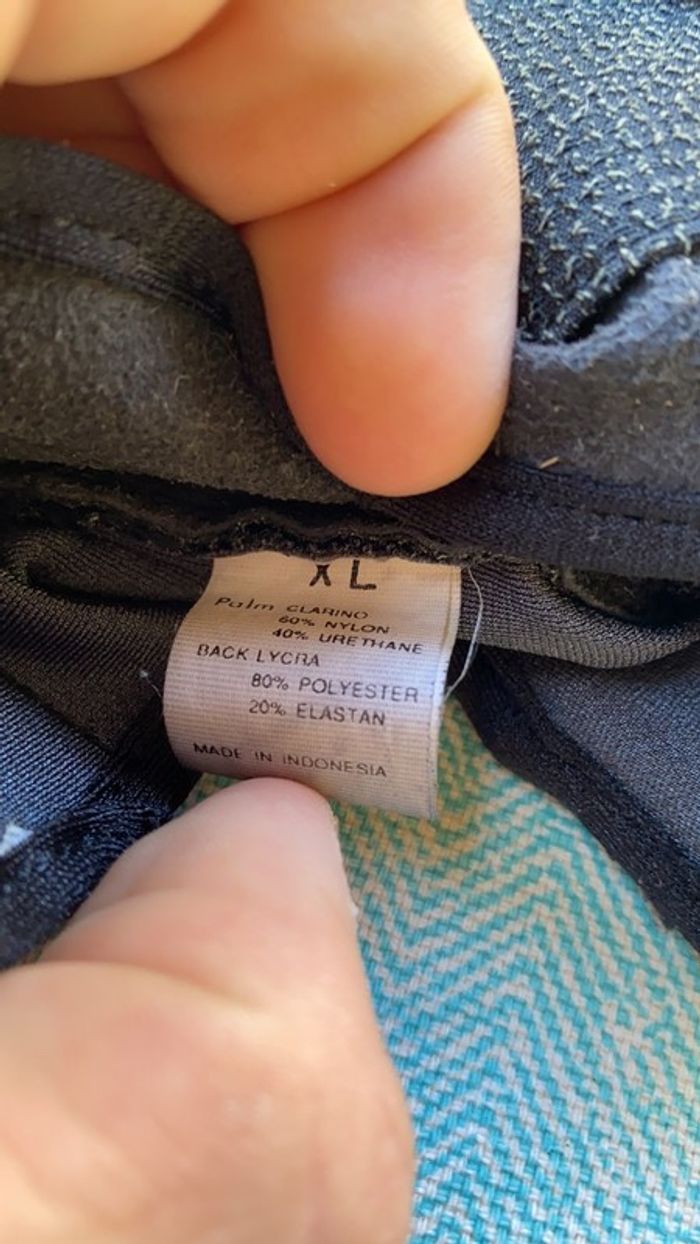 XL
Palm CLARINO
60% NYLON
40% URETHANE
BACK LYCRA
80% POLYESTER
20% ELASTAN
MADE IN INDONESIA